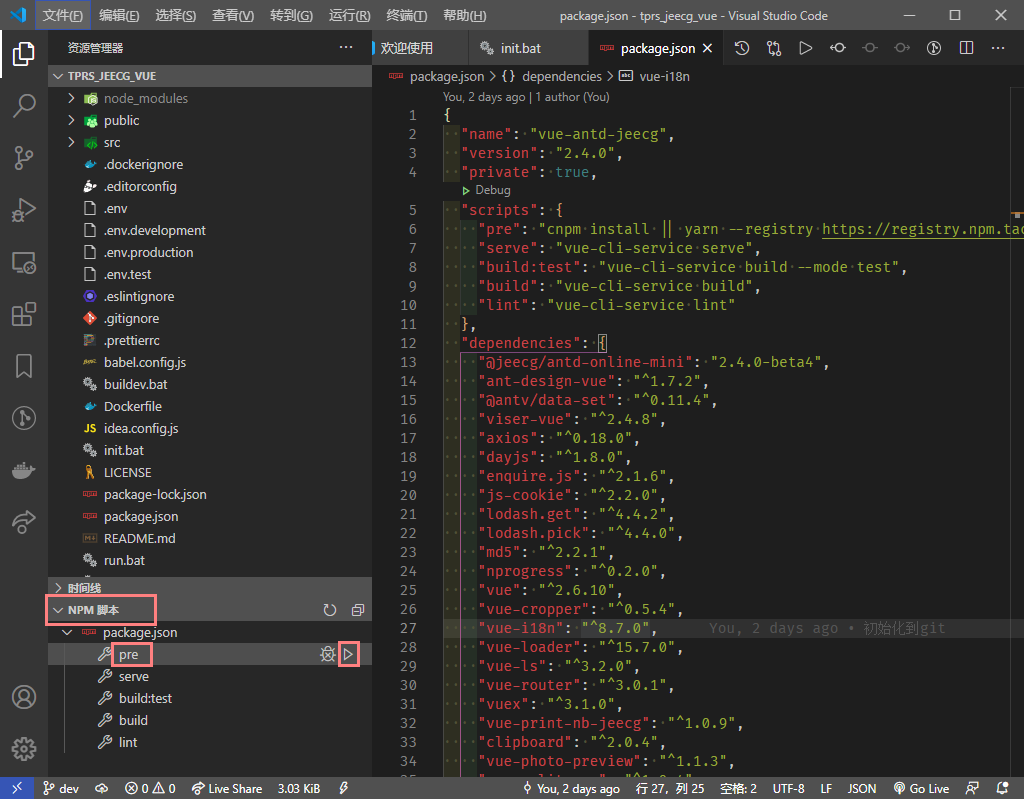 文件(F) 编辑(E) 选择(S) 查看(V) 转到(G) 运行(R) 终端(T) 帮助(H) package.json - tprs_jeecg_vue - Visual Studio Code
资源管理器 ···
TPRS_JEECG_VUE
node_modules
public
src
.dockerignore
.editorconfig
.env
.env.development
.env.production
.env.test
.eslintignore
.gitignore
.prettierrc
babel.config.js
buildev.bat
Dockerfile
JS idea.config.js
init.bat
LICENSE
package-lock.json
package.json
README.md
run.bat
时间线
NPM 脚本
package.json
pre
serve
build:test
build
lint
欢迎使用 init.bat package.json
package.json > {} dependencies > abc vue-i18n
You, 2 days ago | 1 author (You)
1 {
2 "name": "vue-antd-jeecg",
3 "version": "2.4.0",
4 "private": true,
Debug
5 "scripts": {
6 "pre": "cnpm install || yarn --registry https://registry.npm.tao
7 "serve": "vue-cli-service serve",
8 "build:test": "vue-cli-service build --mode test",
9 "build": "vue-cli-service build",
10 "lint": "vue-cli-service lint"
11 },
12 "dependencies": {
13 "@jeecg/antd-online-mini": "2.4.0-beta4",
14 "ant-design-vue": "^1.7.2",
15 "@antv/data-set": "^0.11.4",
16 "viser-vue": "^2.4.8",
17 "axios": "^0.18.0",
18 "dayjs": "^1.8.0",
19 "enquire.js": "^2.1.6",
20 "js-cookie": "^2.2.0",
21 "lodash.get": "^4.4.2",
22 "lodash.pick": "^4.4.0",
23 "md5": "^2.2.1",
24 "nprogress": "^0.2.0",
25 "vue": "^2.6.10",
26 "vue-cropper": "^0.5.4",
27 "vue-i18n": "^8.7.0", You, 2 days ago • 初始化到git
28 "vue-loader": "^15.7.0",
29 "vue-ls": "^3.2.0",
30 "vue-router": "^3.0.1",
31 "vuex": "^3.1.0",
32 "vue-print-nb-jeecg": "^1.0.9",
33 "clipboard": "^2.0.4",
34 "vue-photo-preview": "^1.1.3",
dev 0 0 Live Share 3.03 KiB You, 2 days ago 行 27，列 25 空格: 2 UTF-8 LF JSON Go Live